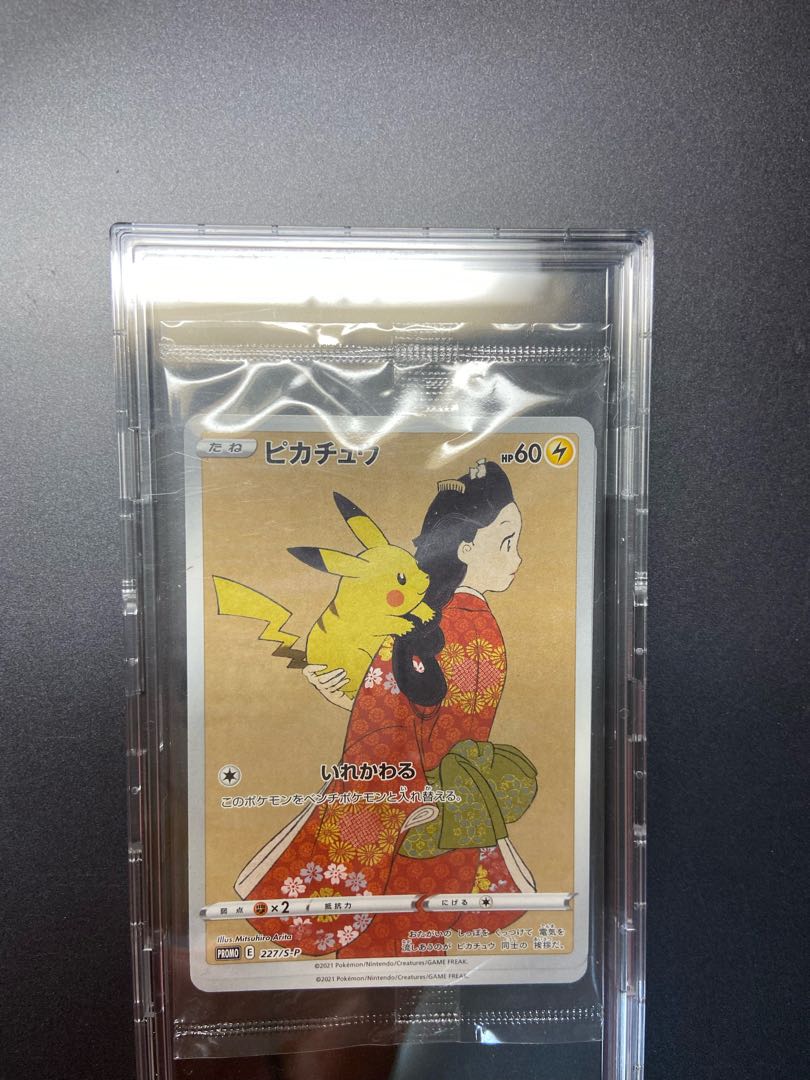 たね ピカチュウ HP60
いれかわる
このポケモンをベンチポケモンと入れ替える。
弱点 ×2 抵抗力 にげる
Illus. Mitsuhiro Arita
おたがいの しっぽを くっつけて 電気を
流しあうのが ピカチュウ 同士の 挨拶だ。
PROMO E 227/S-P
©2021 Pokémon/Nintendo/Creatures/GAME FREAK.
©2021 Pokémon/Nintendo/Creatures/GAME FREAK.